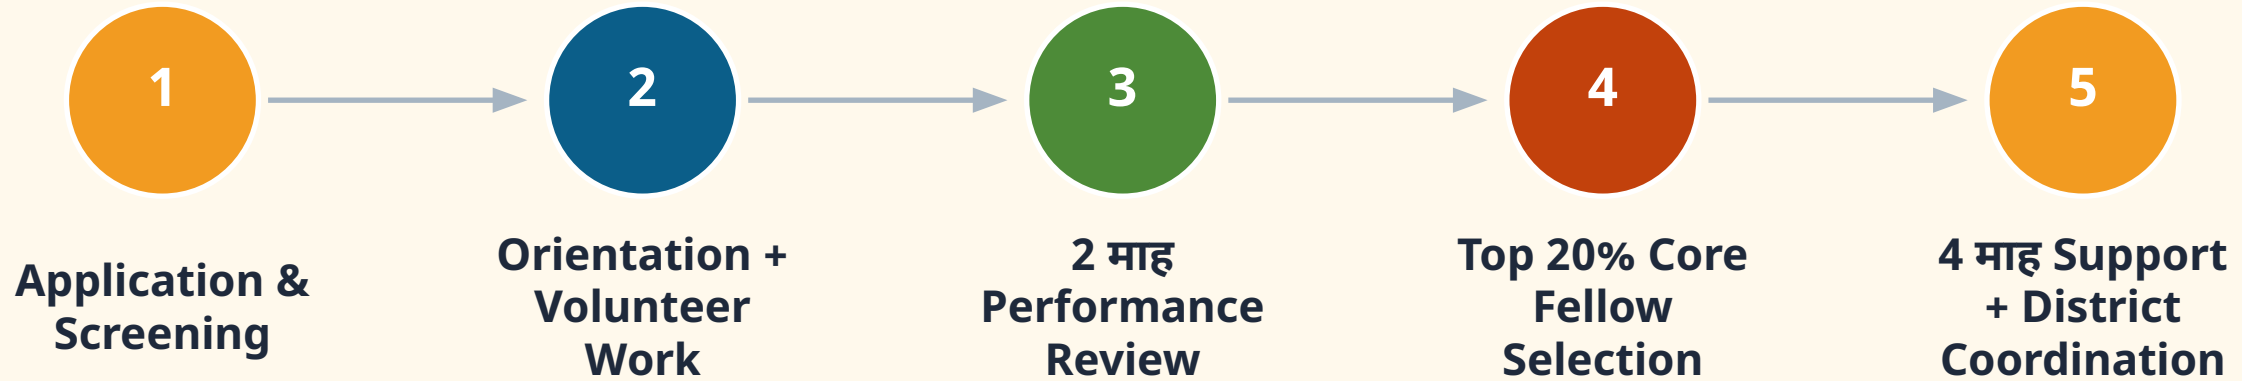 1
Application &
Screening
2
Orientation +
Volunteer
Work
3
2 माह
Performance
Review
4
Top 20% Core
Fellow
Selection
5
4 माह Support
+ District
Coordination